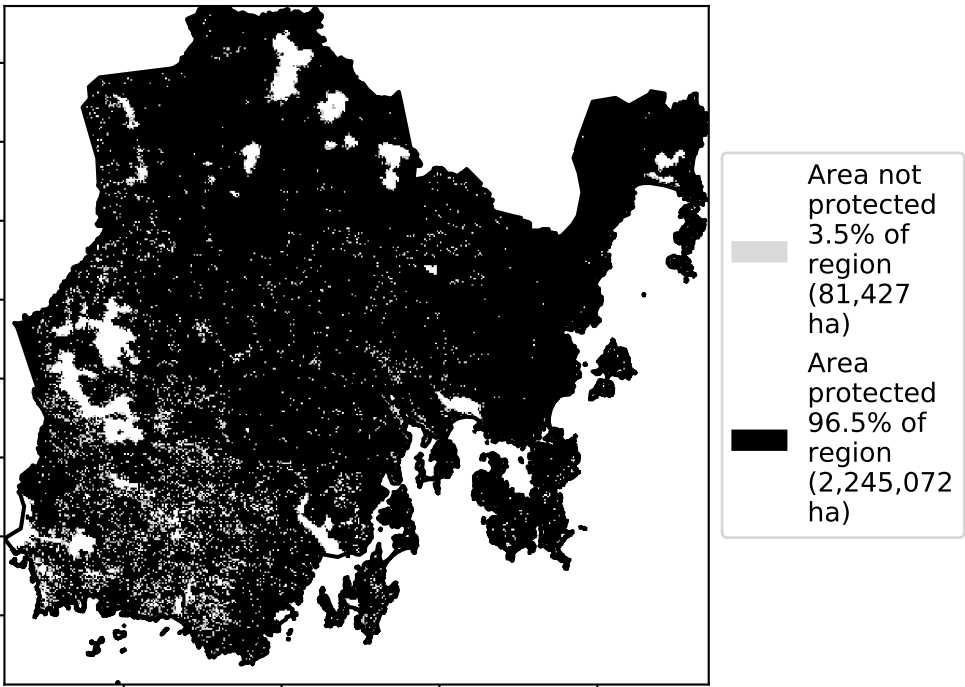 Area not
protected
3.5% of
region
(81,427
ha)
Area
protected
96.5% of
region
(2,245,072
ha)